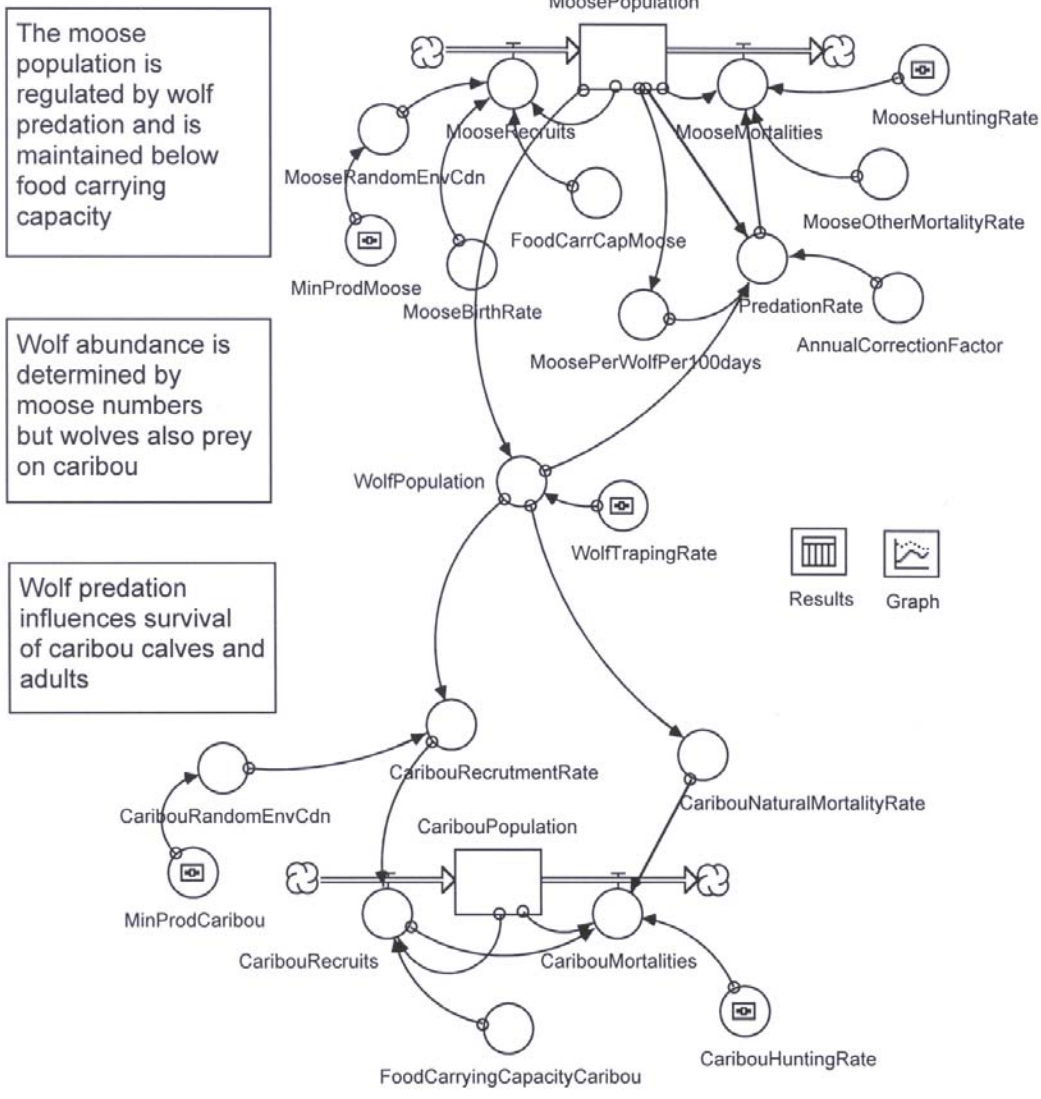 MoosePopulation
The moose
population is
regulated by wolf
predation and is
maintained below
food carrying
capacity
MooseRecruits
MooseMortalities
MooseHuntingRate
MooseRandomEnvCdn
MooseOtherMortalityRate
FoodCarrCapMoose
MinProdMoose
MooseBirthRate
PredationRate
AnnualCorrectionFactor
MoosePerWolfPer100days
Wolf abundance is
determined by
moose numbers
but wolves also prey
on caribou
WolfPopulation
WolfTrapingRate
Results
Graph
Wolf predation
influences survival
of caribou calves and
adults
CaribouRecrutmentRate
CaribouNaturalMortalityRate
CaribouRandomEnvCdn
CaribouPopulation
MinProdCaribou
CaribouRecruits
CaribouMortalities
CaribouHuntingRate
FoodCarryingCapacityCaribou